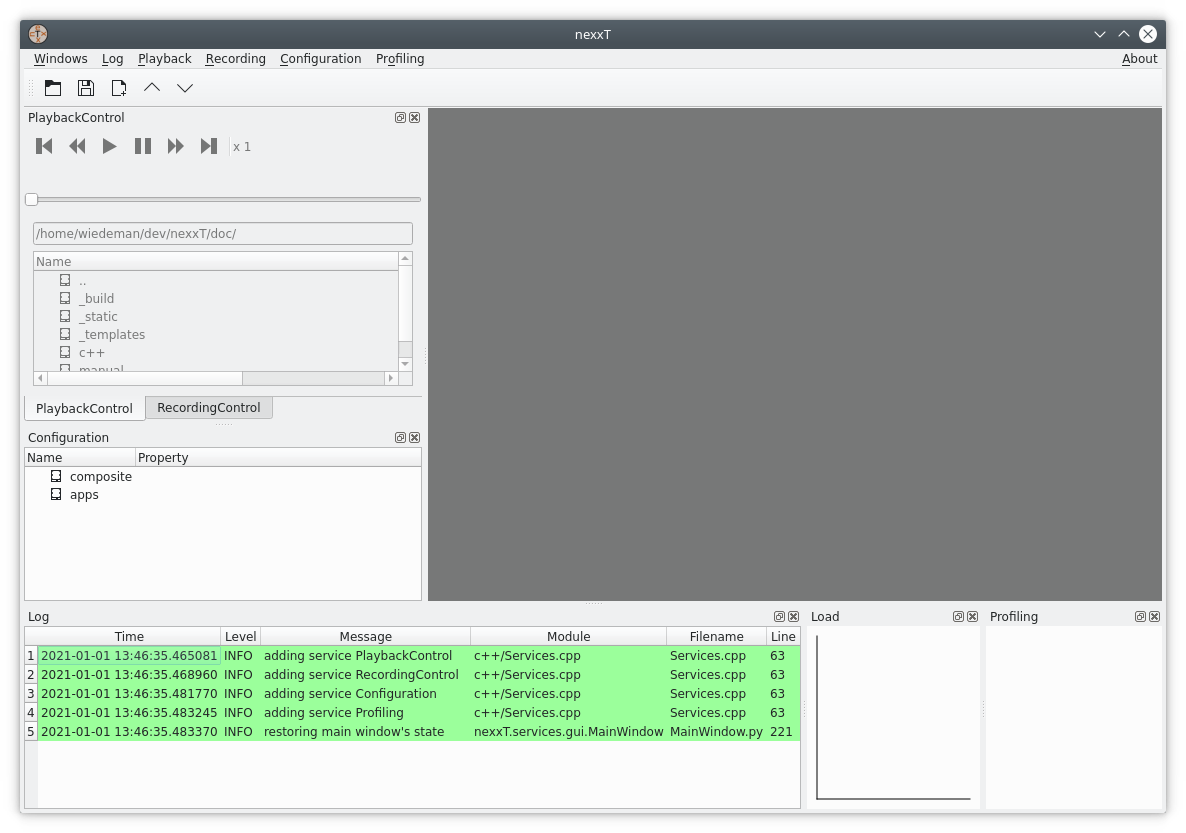 nexxT
Windows Log Playback Recording Configuration Profiling About
PlaybackControl
x 1
/home/wiedeman/dev/nexxT/doc/
Name
..
_build
_static
_templates
c++
manual
PlaybackControl RecordingControl
Configuration
Name Property
composite
apps
Log
Time Level Message Module Filename Line
1 2021-01-01 13:46:35.465081 INFO adding service PlaybackControl c++/Services.cpp Services.cpp 63
2 2021-01-01 13:46:35.468960 INFO adding service RecordingControl c++/Services.cpp Services.cpp 63
3 2021-01-01 13:46:35.481770 INFO adding service Configuration c++/Services.cpp Services.cpp 63
4 2021-01-01 13:46:35.483245 INFO adding service Profiling c++/Services.cpp Services.cpp 63
5 2021-01-01 13:46:35.483370 INFO restoring main window's state nexxT.services.gui.MainWindow MainWindow.py 221
Load
Profiling